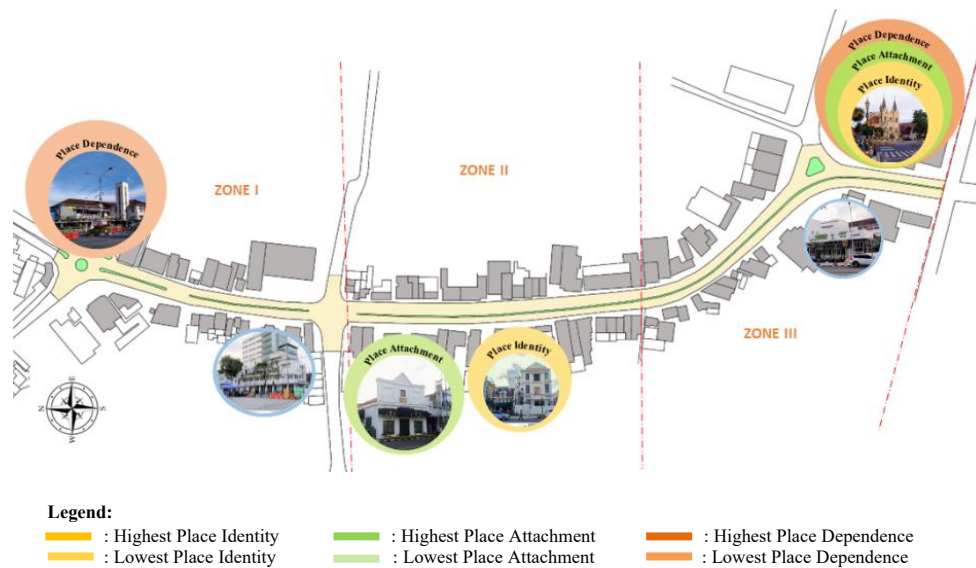 Place Dependence
Place Attachment
Place Identity
Place Dependence
ZONE I
ZONE II
ZONE III
Place Attachment
Place Identity
N
E
S
W
Legend:
: Highest Place Identity
: Highest Place Attachment
: Highest Place Dependence
: Lowest Place Identity
: Lowest Place Attachment
: Lowest Place Dependence